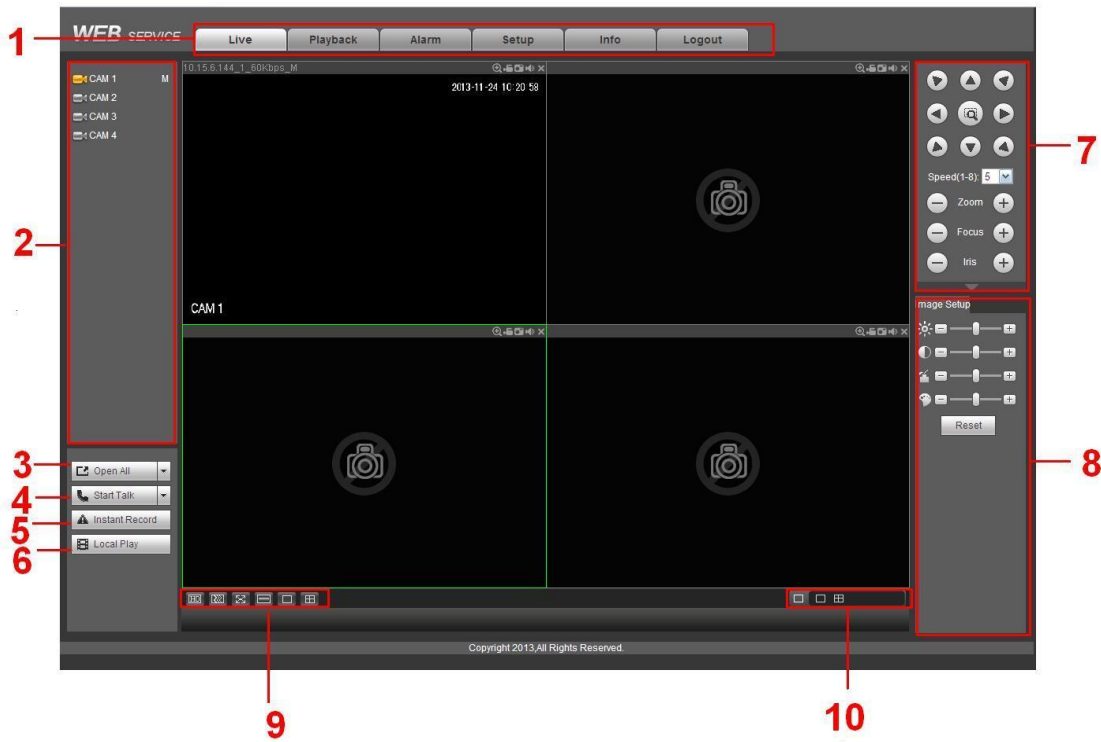 WEB SERVICE
Live
Playback
Alarm
Setup
Info
Logout
1
CAM 1 M
CAM 2
CAM 3
CAM 4
2
10.15.6.144_1_60Kbps_M
2013-11-24 10:20:58
CAM 1
Speed(1-8): 5
Zoom
Focus
Iris
7
mage Setup
Reset
8
3
Open All
4
Start Talk
5
Instant Record
6
Local Play
9
10
Copyright 2013,All Rights Reserved.